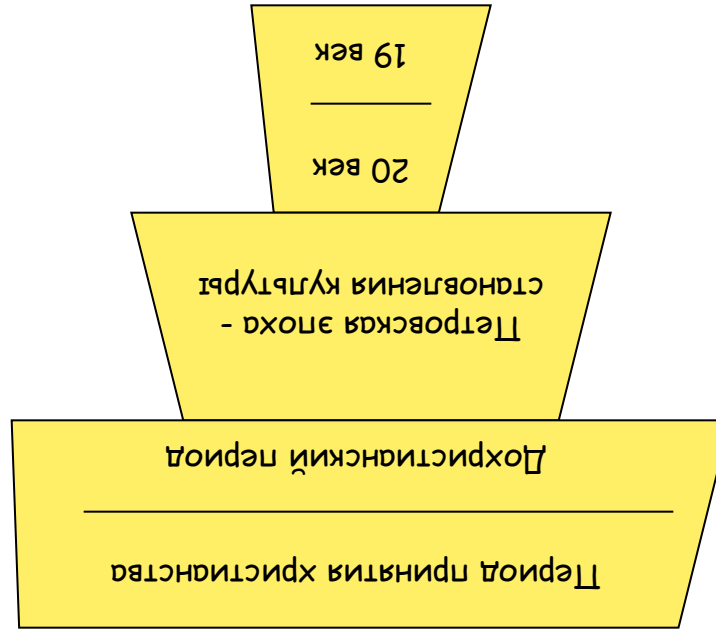 Период принятия христианства
Дохристианский период
Петровская эпоха -
становления культуры
20 век
19 век